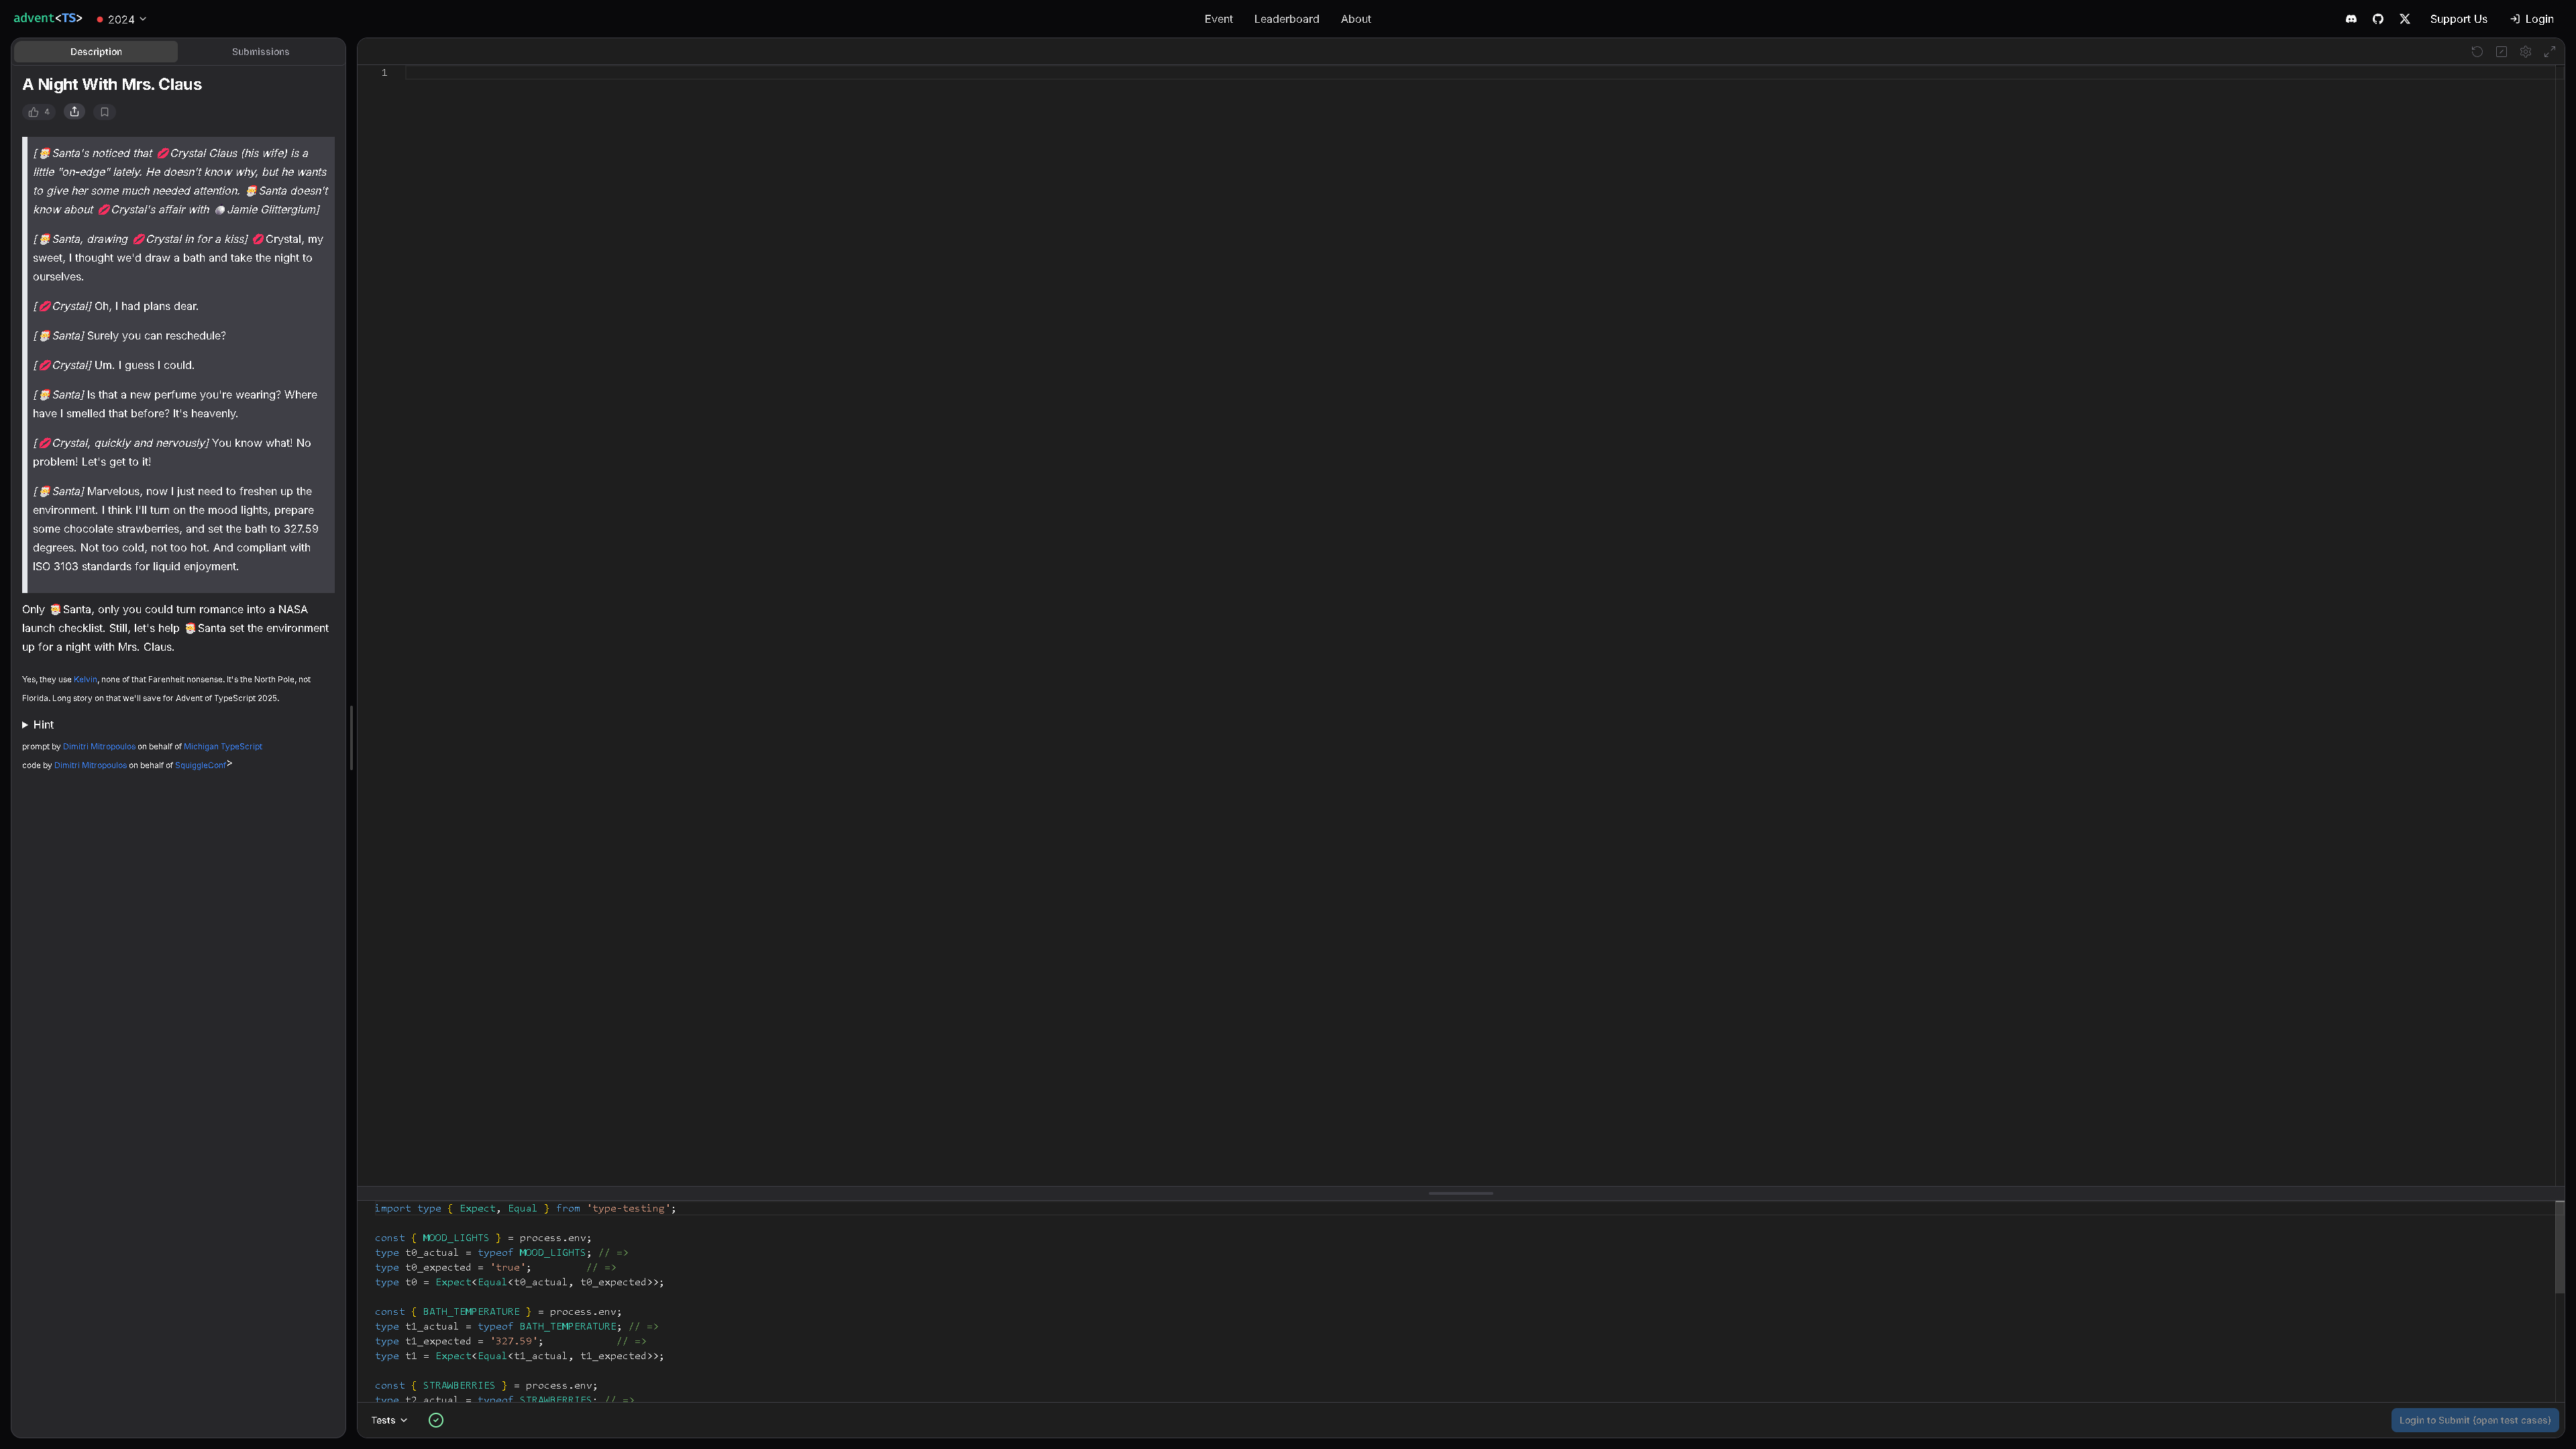 advent<TS>
2024
Event
Leaderboard
About
Support Us
Login
Description
Submissions
A Night With Mrs. Claus
4
[🎅Santa's noticed that 💋Crystal Claus (his wife) is a
little "on-edge" lately. He doesn't know why, but he wants
to give her some much needed attention. 🎅Santa doesn't
know about 💋Crystal's affair with 🪩Jamie Glitterglum]
[🎅Santa, drawing 💋Crystal in for a kiss] 💋Crystal, my
sweet, I thought we'd draw a bath and take the night to
ourselves.
[💋Crystal] Oh, I had plans dear.
[🎅Santa] Surely you can reschedule?
[💋Crystal] Um. I guess I could.
[🎅Santa] Is that a new perfume you're wearing? Where
have I smelled that before? It's heavenly.
[💋Crystal, quickly and nervously] You know what! No
problem! Let's get to it!
[🎅Santa] Marvelous, now I just need to freshen up the
environment. I think I'll turn on the mood lights, prepare
some chocolate strawberries, and set the bath to 327.59
degrees. Not too cold, not too hot. And compliant with
ISO 3103 standards for liquid enjoyment.
Only 🎅Santa, only you could turn romance into a NASA
launch checklist. Still, let's help 🎅Santa set the environment
up for a night with Mrs. Claus.
Yes, they use Kelvin, none of that Farenheit nonsense. It's the North Pole, not
Florida. Long story on that we'll save for Advent of TypeScript 2025.
Hint
prompt by Dimitri Mitropoulos on behalf of Michigan TypeScript
code by Dimitri Mitropoulos on behalf of SquiggleConf>
1
import type { Expect, Equal } from 'type-testing';
const { MOOD_LIGHTS } = process.env;
type t0_actual = typeof MOOD_LIGHTS; // =>
type t0_expected = 'true';         // =>
type t0 = Expect<Equal<t0_actual, t0_expected>>;
const { BATH_TEMPERATURE } = process.env;
type t1_actual = typeof BATH_TEMPERATURE; // =>
type t1_expected = '327.59';            // =>
type t1 = Expect<Equal<t1_actual, t1_expected>>;
const { STRAWBERRIES } = process.env;
type t2_actual = typeof STRAWBERRIES; // =>
Tests
Login to Submit (open test cases)